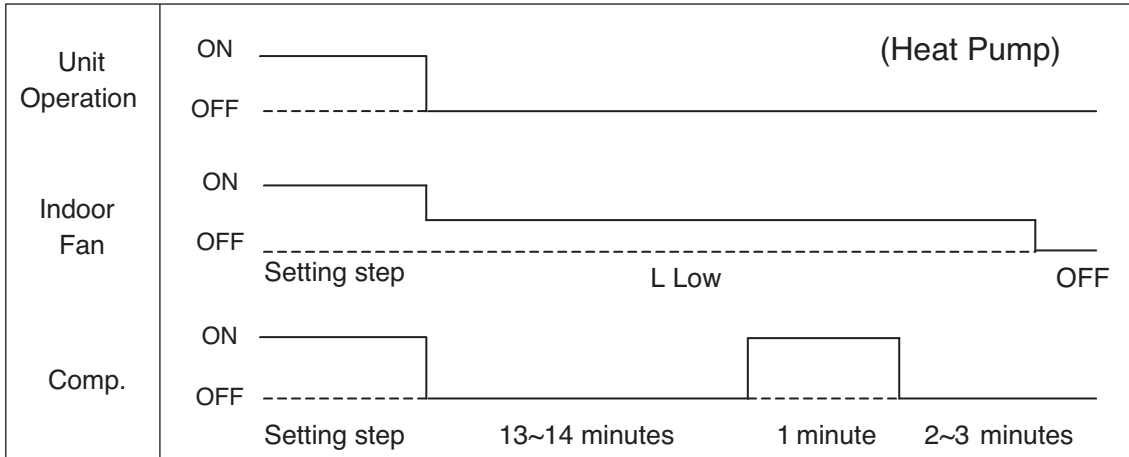 (Heat Pump)
Unit
Operation
ON
OFF
Indoor
Fan
ON
OFF
Setting step
L Low
OFF
Comp.
ON
OFF
Setting step
13~14 minutes
1 minute
2~3 minutes